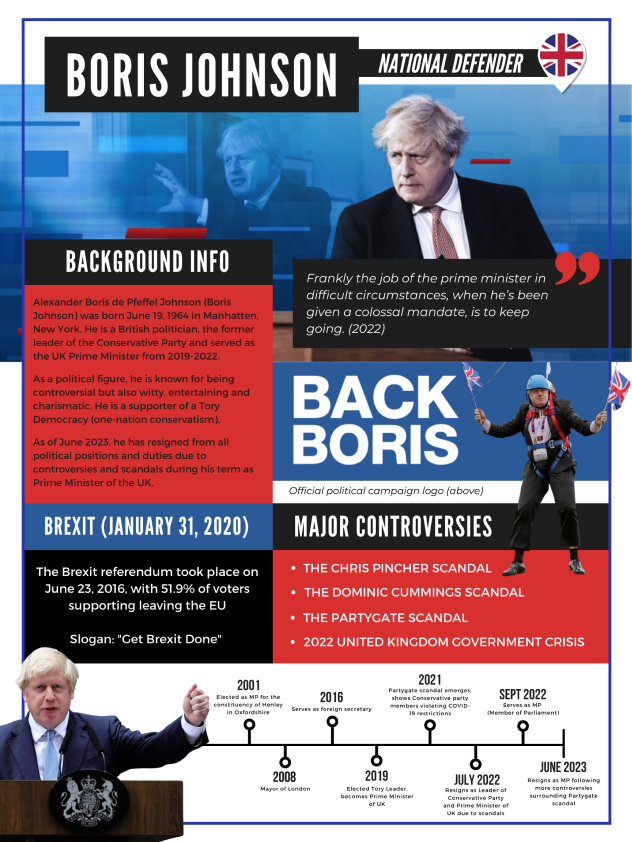 BORIS JOHNSON
NATIONAL DEFENDER
BACKGROUND INFO
Alexander Boris de Pfeffel Johnson (Boris
Johnson) was born June 19, 1964 in Manhatten,
New York. He is a British politician, the former
leader of the Conservative Party and served as
the UK Prime Minister from 2019-2022.
As a political figure, he is known for being
controversial but also witty, entertaining and
charismatic. He is a supporter of a Tory
Democracy (one-nation conservatism).
As of June 2023, he has resigned from all
political positions and duties due to
controversies and scandals during his term as
Prime Minister of the UK.
Frankly the job of the prime minister in
difficult circumstances, when he's been
given a colossal mandate, is to keep
going. (2022)
”
BACK
BORIS
Official political campaign logo (above)
BREXIT (JANUARY 31, 2020)
The Brexit referendum took place on
June 23, 2016, with 51.9% of voters
supporting leaving the EU
Slogan: "Get Brexit Done"
MAJOR CONTROVERSIES
• THE CHRIS PINCHER SCANDAL
• THE DOMINIC CUMMINGS SCANDAL
• THE PARTYGATE SCANDAL
• 2022 UNITED KINGDOM GOVERNMENT CRISIS
2001
Elected as MP for the
constituency of Henley
in Oxfordshire
2008
Mayor of London
2016
Serves as foreign secretary
2019
Elected Tory Leader,
becomes Prime Minister
of UK
2021
Partygate scandal emerges;
shows Conservative party
members violating COVID-
19 restrictions
JULY 2022
Resigns as Leader of
Conservative Party
and Prime Minister of
UK due to scandals
SEPT 2022
Serves as MP
(Member of Parliament)
JUNE 2023
Resigns as MP following
more controversies
surrounding Partygate
scandal